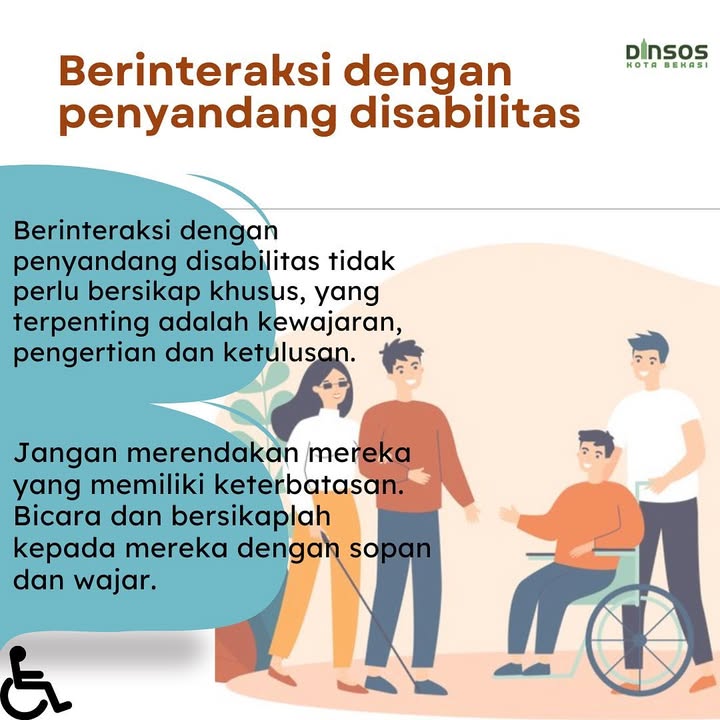 DINSOS
KOTA BEKASI
Berinteraksi dengan
penyandang disabilitas
Berinteraksi dengan
penyandang disabilitas tidak
perlu bersikap khusus, yang
terpenting adalah kewajaran,
pengertian dan ketulusan.
Jangan merendakan mereka
yang memiliki keterbatasan.
Bicara dan bersikaplah
kepada mereka dengan sopan
dan wajar.